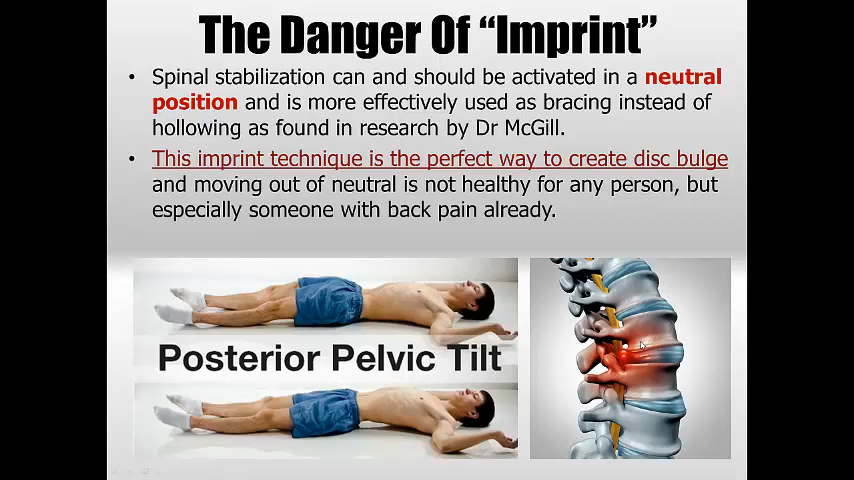 The Danger Of “Imprint”
• Spinal stabilization can and should be activated in a neutral
position and is more effectively used as bracing instead of
hollowing as found in research by Dr McGill.
• This imprint technique is the perfect way to create disc bulge
and moving out of neutral is not healthy for any person, but
especially someone with back pain already.
Posterior Pelvic Tilt